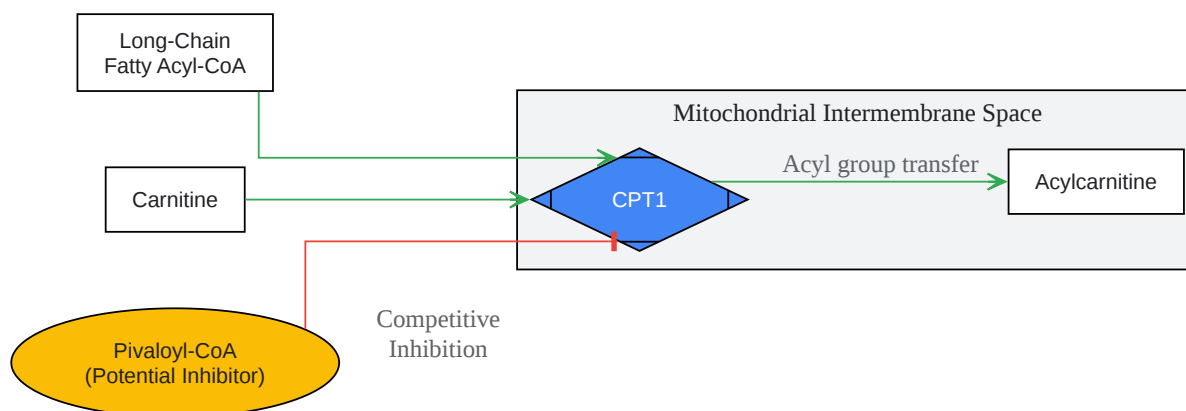 Long-Chain
Fatty Acyl-CoA
Mitochondrial Intermembrane Space
Acyl group transfer
Acylcarnitine
Carnitine
CPT1
Competitive
Inhibition
Pivaloyl-CoA
(Potential Inhibitor)